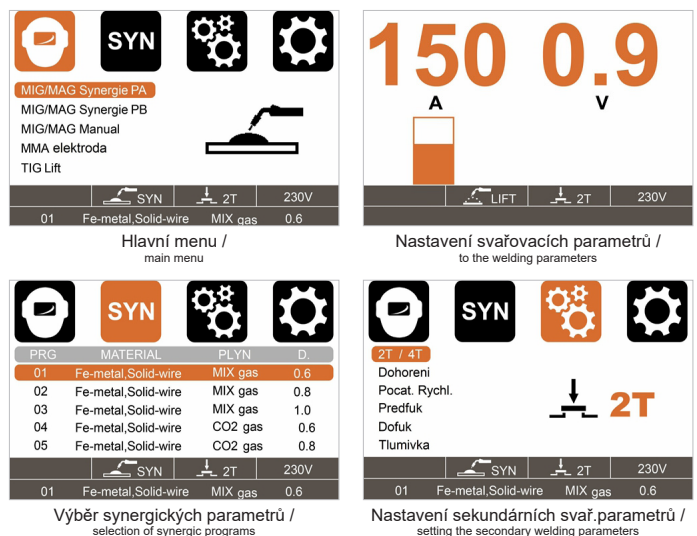 SYN
MIG/MAG Synergie PA
MIG/MAG Synergie PB
MIG/MAG Manual
MMA elektroda
TIG Lift
SYN 2T 230V
01 Fe-metal,Solid-wire MIX gas 0.6
Hlavní menu /
main menu
150 0.9
A V
LIFT 2T 230V
Nastavení svařovacích parametrů /
to the welding parameters
SYN
PRG MATERIAL PLYN D.
01 Fe-metal,Solid-wire MIX gas 0.6
02 Fe-metal,Solid-wire MIX gas 0.8
03 Fe-metal,Solid-wire MIX gas 1.0
04 Fe-metal,Solid-wire CO2 gas 0.6
05 Fe-metal,Solid-wire CO2 gas 0.8
SYN 2T 230V
01 Fe-metal,Solid-wire MIX gas 0.6
Výběr synergických parametrů /
selection of synergic programs
SYN
2T / 4T
Dohoreni
Pocat. Rychl.
Predfuk
Dofuk
Tlumivka
2T
SYN 2T 230V
01 Fe-metal,Solid-wire MIX gas 0.6
Nastavení sekundárních svař.parametrů /
setting the secondary welding parameters